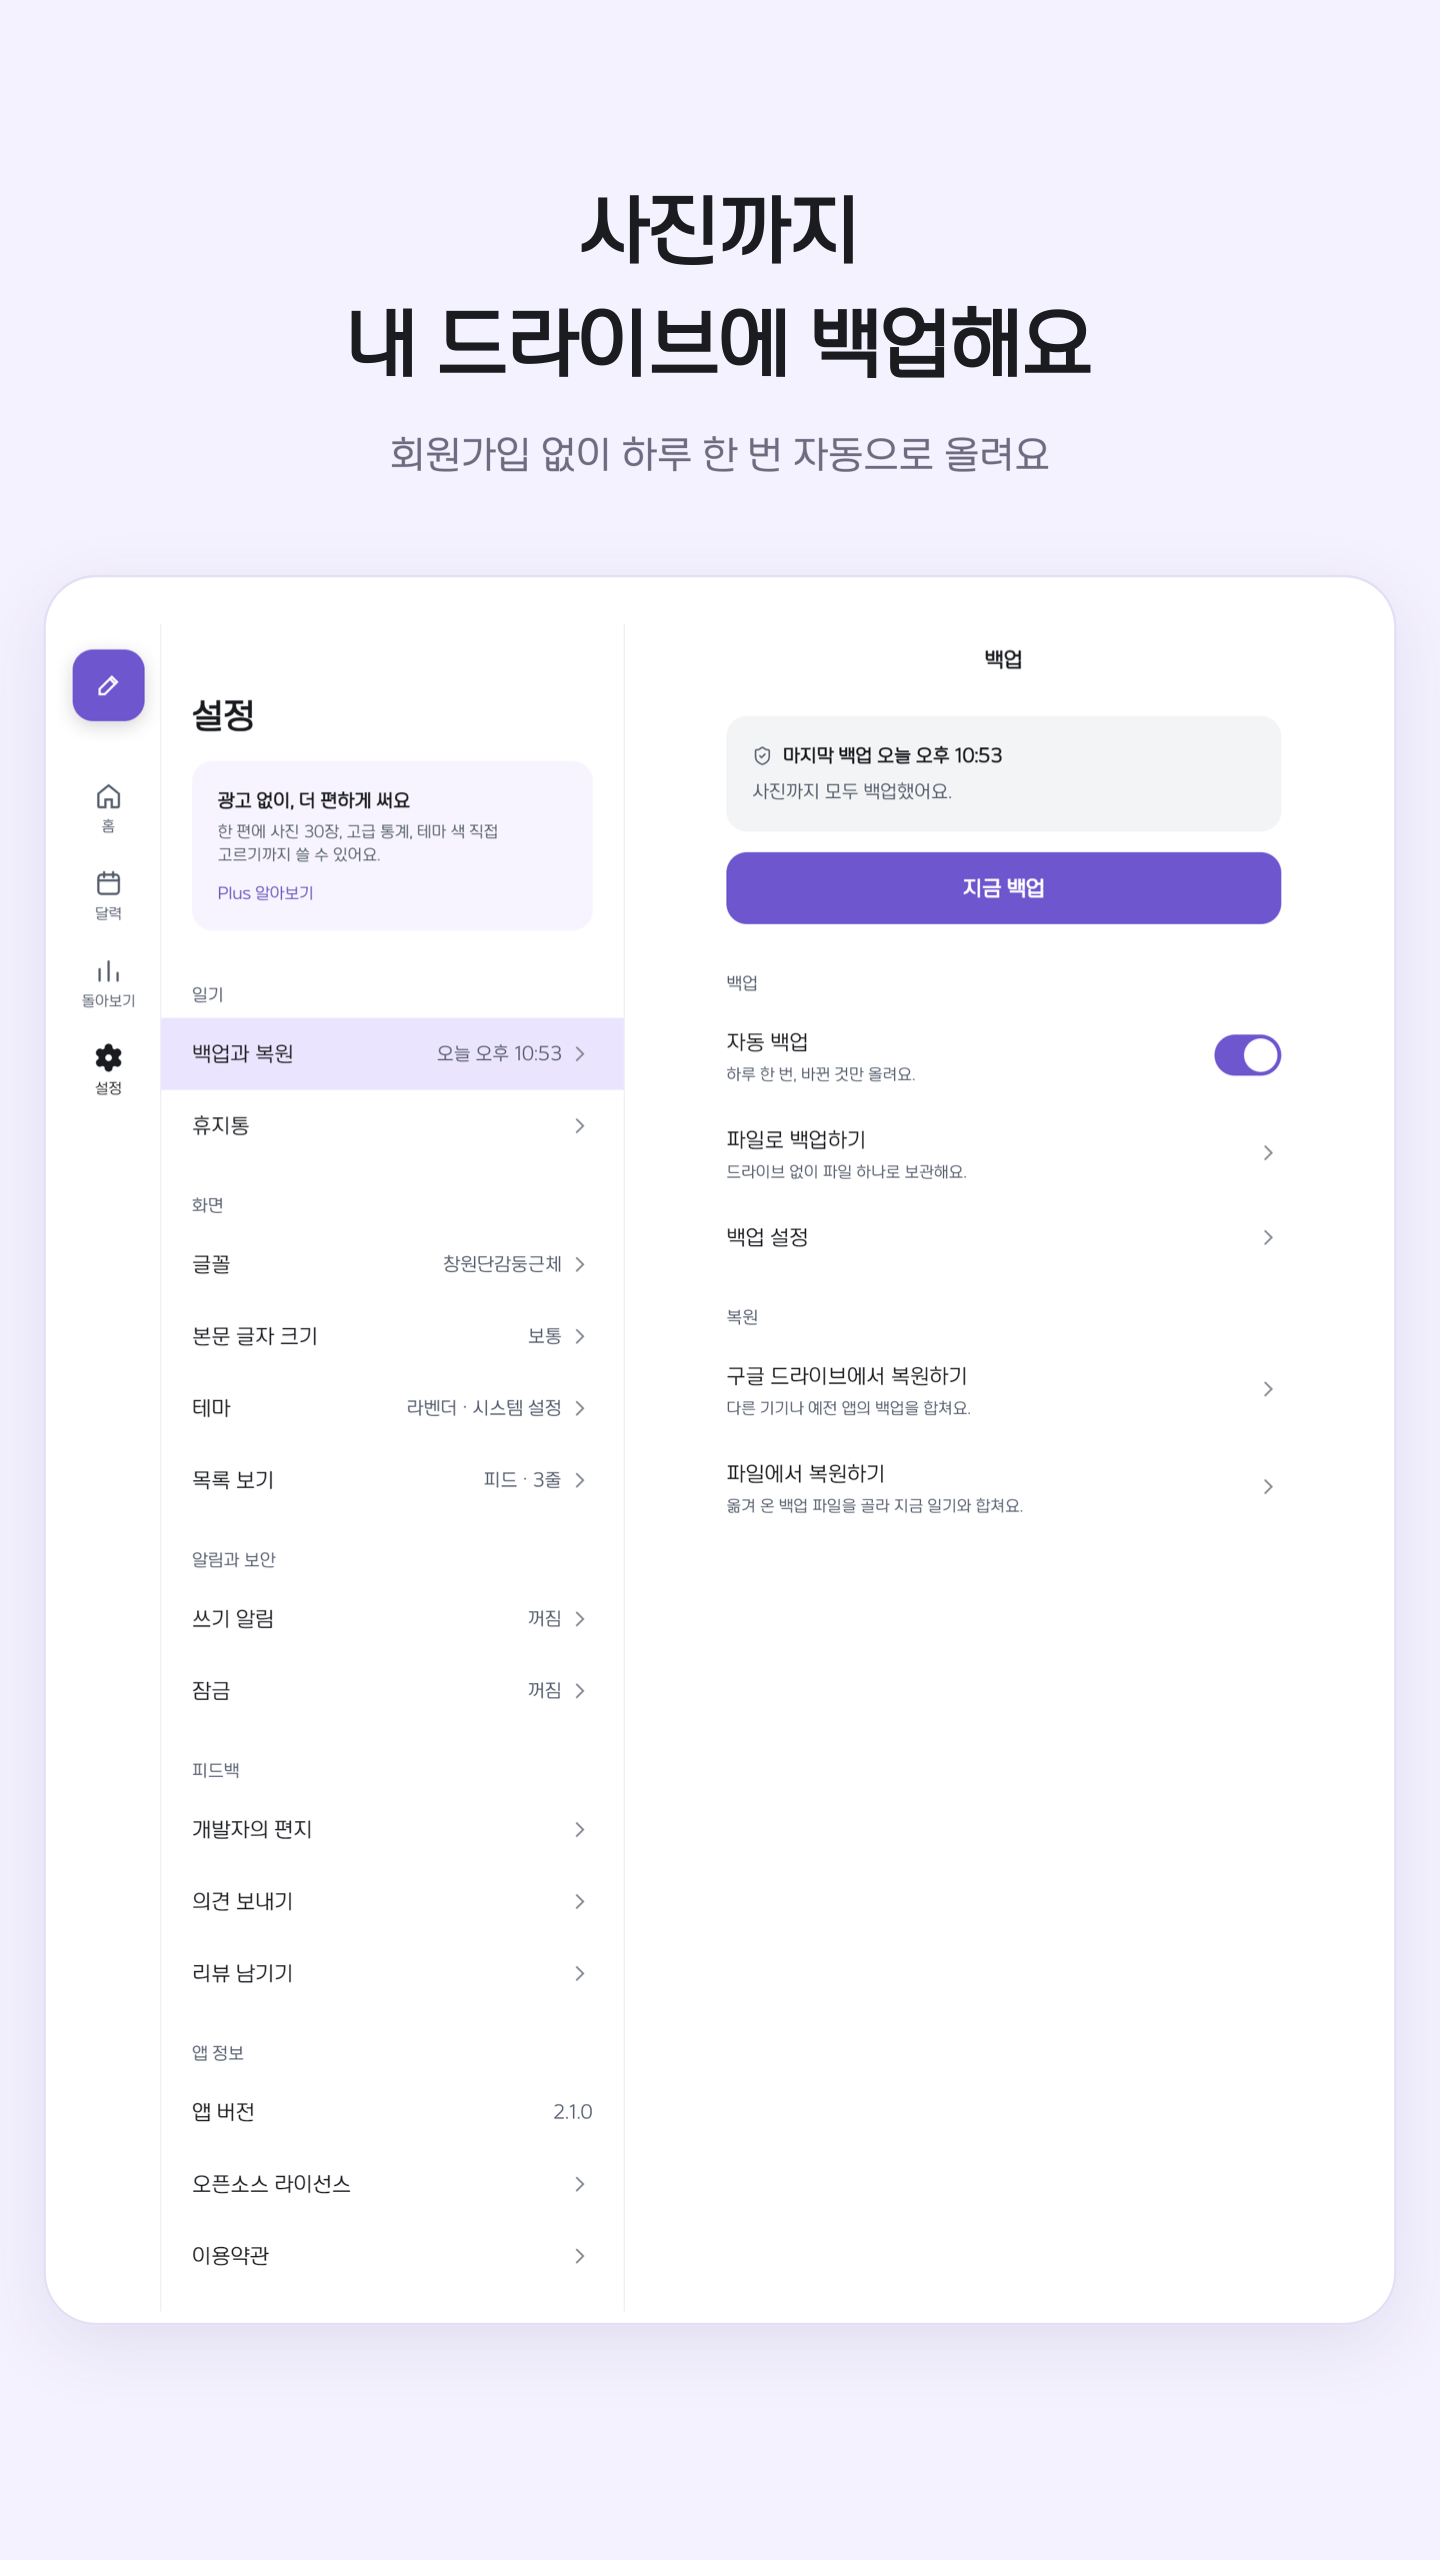 사진까지
내 드라이브에 백업해요
회원가입 없이 하루 한 번 자동으로 올려요
홈
달력
돌아보기
설정
설정
광고 없이, 더 편하게 써요
한 편에 사진 30장, 고급 통계, 테마 색 직접
고르기까지 쓸 수 있어요.
Plus 알아보기
일기
백업과 복원 오늘 오후 10:53
휴지통
화면
글꼴 창원단감둥근체
본문 글자 크기 보통
테마 라벤더 · 시스템 설정
목록 보기 피드 · 3줄
알림과 보안
쓰기 알림 꺼짐
잠금 꺼짐
피드백
개발자의 편지
의견 보내기
리뷰 남기기
앱 정보
앱 버전 2.1.0
오픈소스 라이선스
이용약관
백업
마지막 백업 오늘 오후 10:53
사진까지 모두 백업했어요.
지금 백업
백업
자동 백업
하루 한 번, 바뀐 것만 올려요.
파일로 백업하기
드라이브 없이 파일 하나로 보관해요.
백업 설정
복원
구글 드라이브에서 복원하기
다른 기기나 예전 앱의 백업을 합쳐요.
파일에서 복원하기
옮겨 온 백업 파일을 골라 지금 일기와 합쳐요.